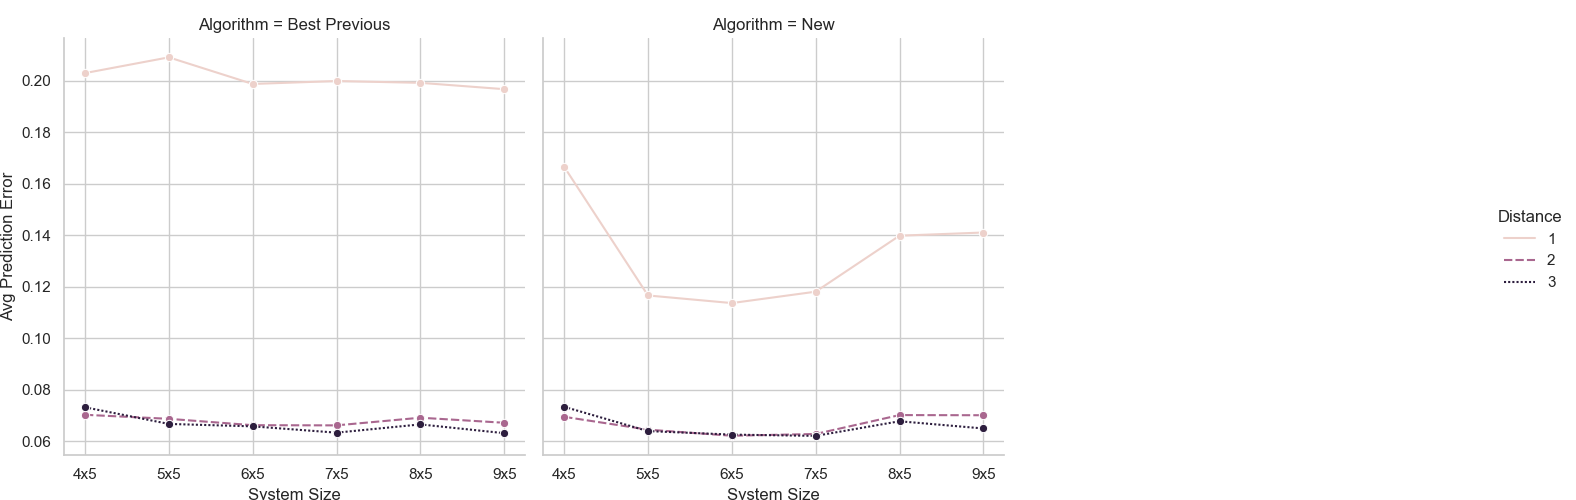 Algorithm = Best Previous
Algorithm = New
Avg Prediction Error
0.20
0.18
0.16
0.14
0.12
0.10
0.08
0.06
4x5 5x5 6x5 7x5 8x5 9x5
System Size
4x5 5x5 6x5 7x5 8x5 9x5
System Size
Distance
1
2
3